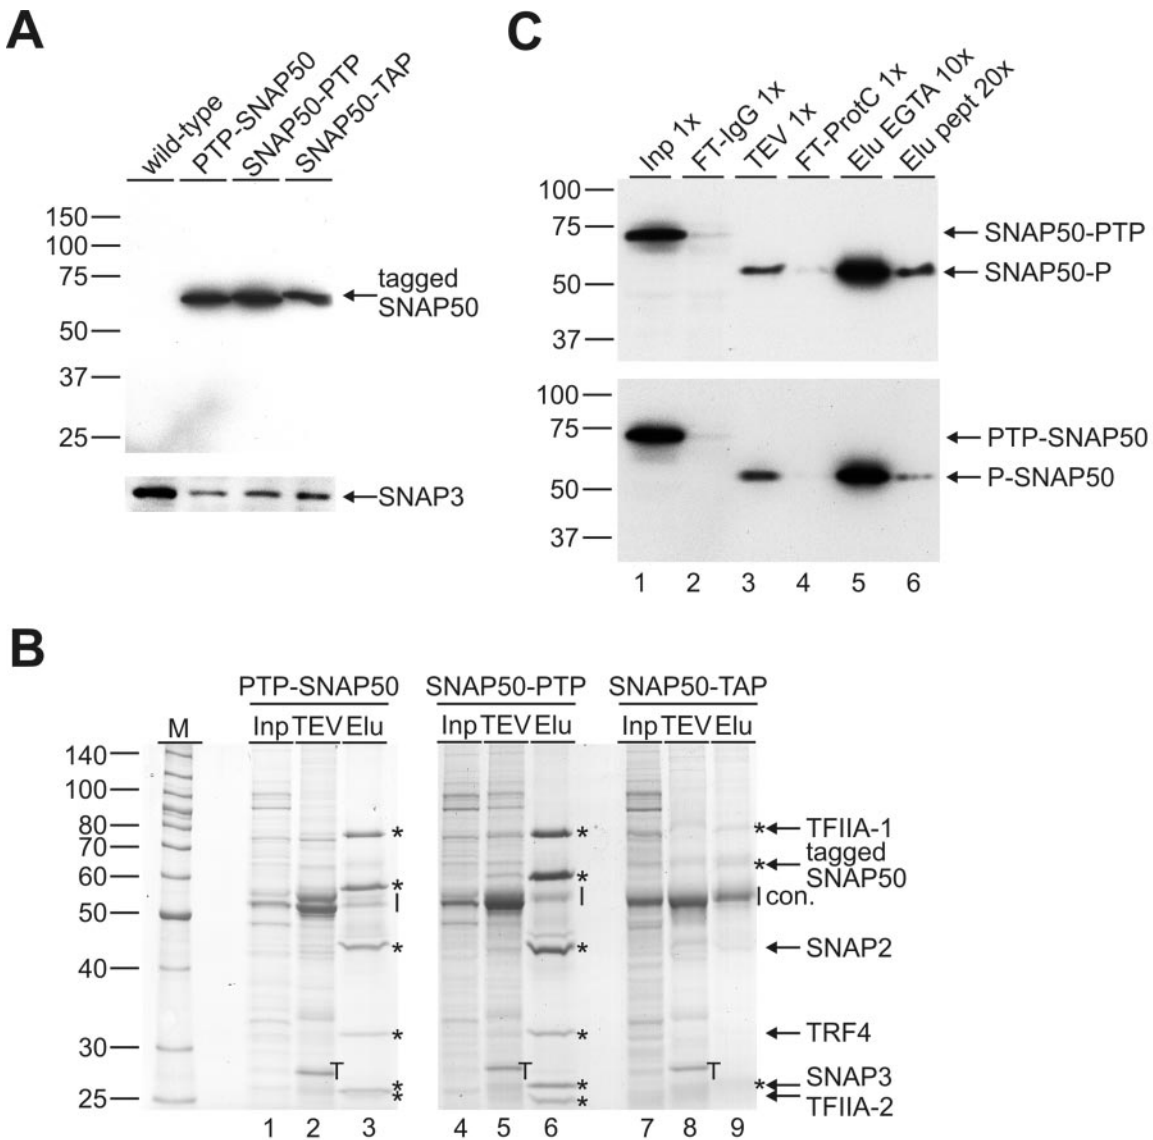 A
wild-type
PTP-SNAP50
SNAP50-PTP
SNAP50-TAP
150
100
75
50
37
25
tagged
SNAP50
SNAP3
C
Inp 1x
FT-IgG 1x
TEV 1x
FT-ProtC 1x
Elu EGTA 10x
Elu pept 20x
100
75
50
37
SNAP50-PTP
SNAP50-P
100
75
50
37
PTP-SNAP50
P-SNAP50
1 2 3 4 5 6
B
PTP-SNAP50 SNAP50-PTP SNAP50-TAP
M Inp TEV Elu Inp TEV Elu Inp TEV Elu
140
100
80
70
60
50
40
30
25
* * * * * *
T
* * * * * *
T
* * *
T
TFIIA-1
tagged
SNAP50
con.
SNAP2
TRF4
SNAP3
TFIIA-2
1 2 3 4 5 6 7 8 9